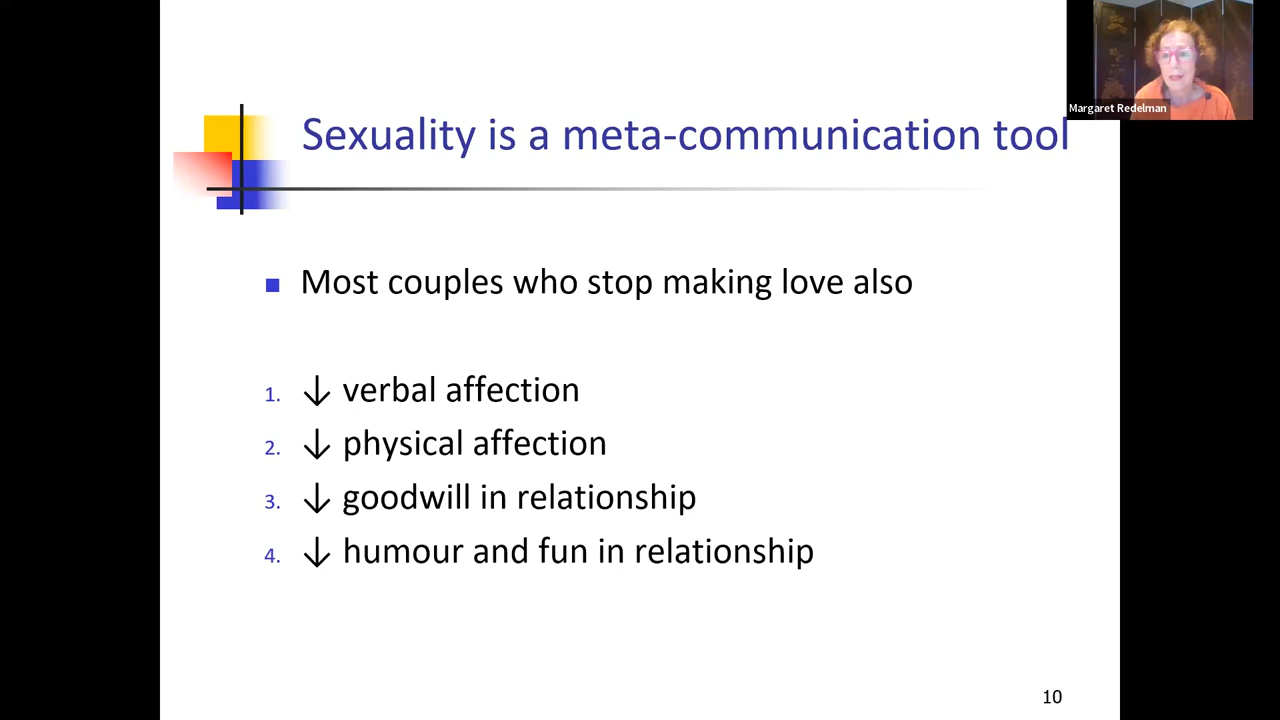 Margaret Redelman
Sexuality is a meta-communication tool
Most couples who stop making love also
1. ↓ verbal affection
2. ↓ physical affection
3. ↓ goodwill in relationship
4. ↓ humour and fun in relationship
10